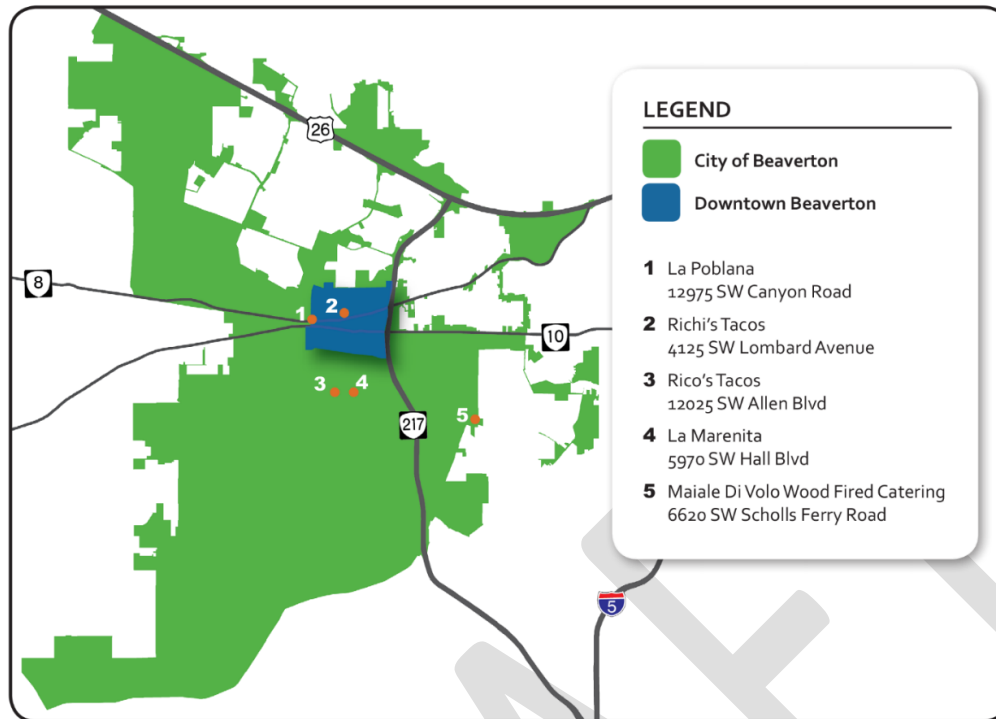 26
8
1
2
10
3
4
5
217
5
LEGEND
City of Beaverton
Downtown Beaverton
1 La Poblana
12975 SW Canyon Road
2 Richi's Tacos
4125 SW Lombard Avenue
3 Rico's Tacos
12025 SW Allen Blvd
4 La Marenita
5970 SW Hall Blvd
5 Maiale Di Volo Wood Fired Catering
6620 SW Scholls Ferry Road